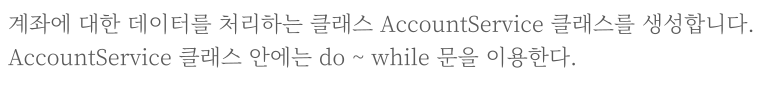 계좌에 대한 데이터를 처리하는 클래스 AccountService 클래스를 생성합니다.
AccountService 클래스 안에는 do ~ while 문을 이용한다.